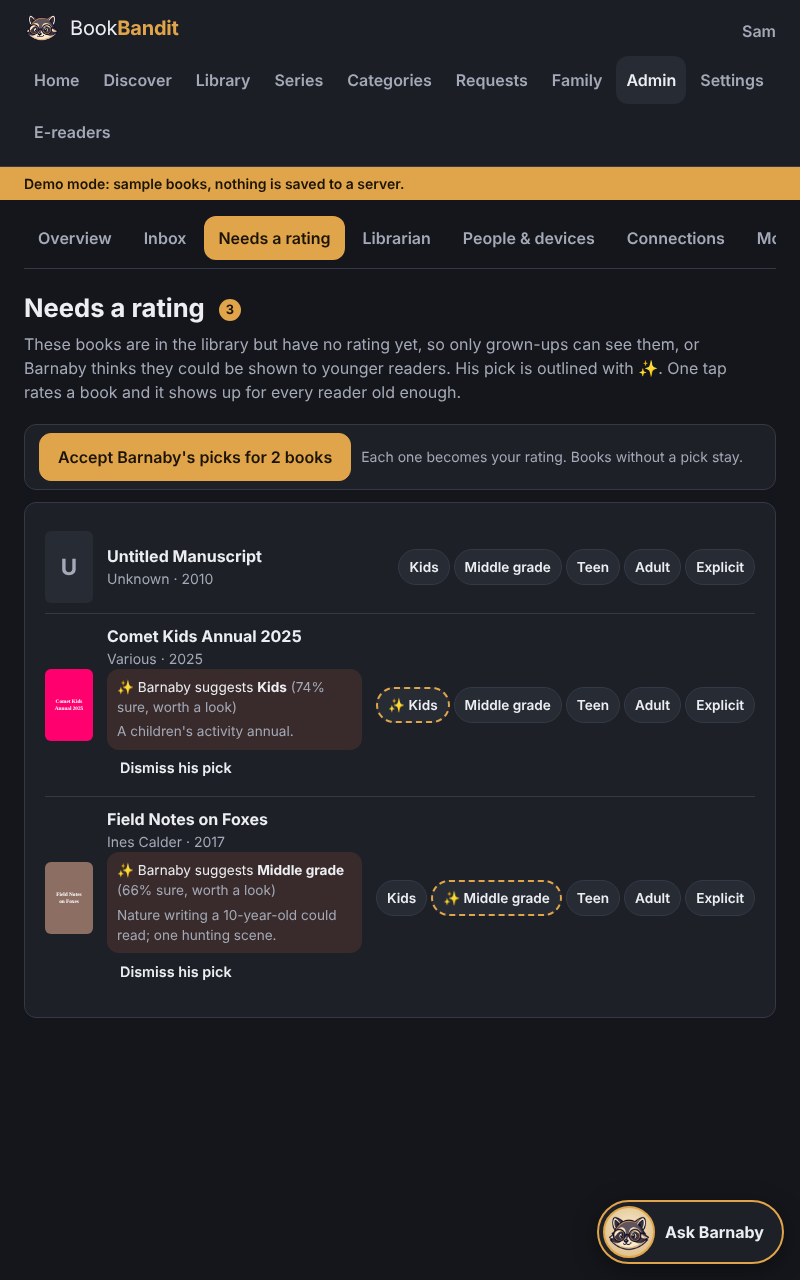 BookBandit
Sam
Home Discover Library Series Categories Requests Family Admin Settings
E-readers
Demo mode: sample books, nothing is saved to a server.
Overview Inbox Needs a rating Librarian People & devices Connections
Needs a rating 3
These books are in the library but have no rating yet, so only grown-ups can see them, or
Barnaby thinks they could be shown to younger readers. His pick is outlined with ✨. One tap
rates a book and it shows up for every reader old enough.
Accept Barnaby's picks for 2 books Each one becomes your rating. Books without a pick stay.
U
Untitled Manuscript
Unknown · 2010
Kids Middle grade Teen Adult Explicit
Comet Kids
Annual 2025
Comet Kids Annual 2025
Various · 2025
✨ Barnaby suggests Kids (74%
sure, worth a look)
A children's activity annual.
Dismiss his pick
✨ Kids Middle grade Teen Adult Explicit
Field Notes
on Foxes
Field Notes on Foxes
Ines Calder · 2017
✨ Barnaby suggests Middle grade
(66% sure, worth a look)
Nature writing a 10-year-old could
read; one hunting scene.
Dismiss his pick
Kids ✨ Middle grade Teen Adult Explicit
Ask Barnaby